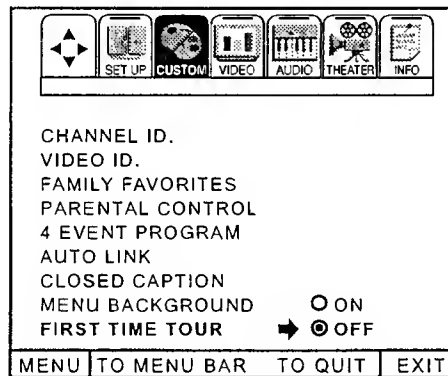 SET UP CUSTOM VIDEO AUDIO THEATER INFO
CHANNEL ID.
VIDEO ID.
FAMILY FAVORITES
PARENTAL CONTROL
4 EVENT PROGRAM
AUTO LINK
CLOSED CAPTION
MENU BACKGROUND ON
FIRST TIME TOUR OFF
MENU TO MENU BAR TO QUIT EXIT